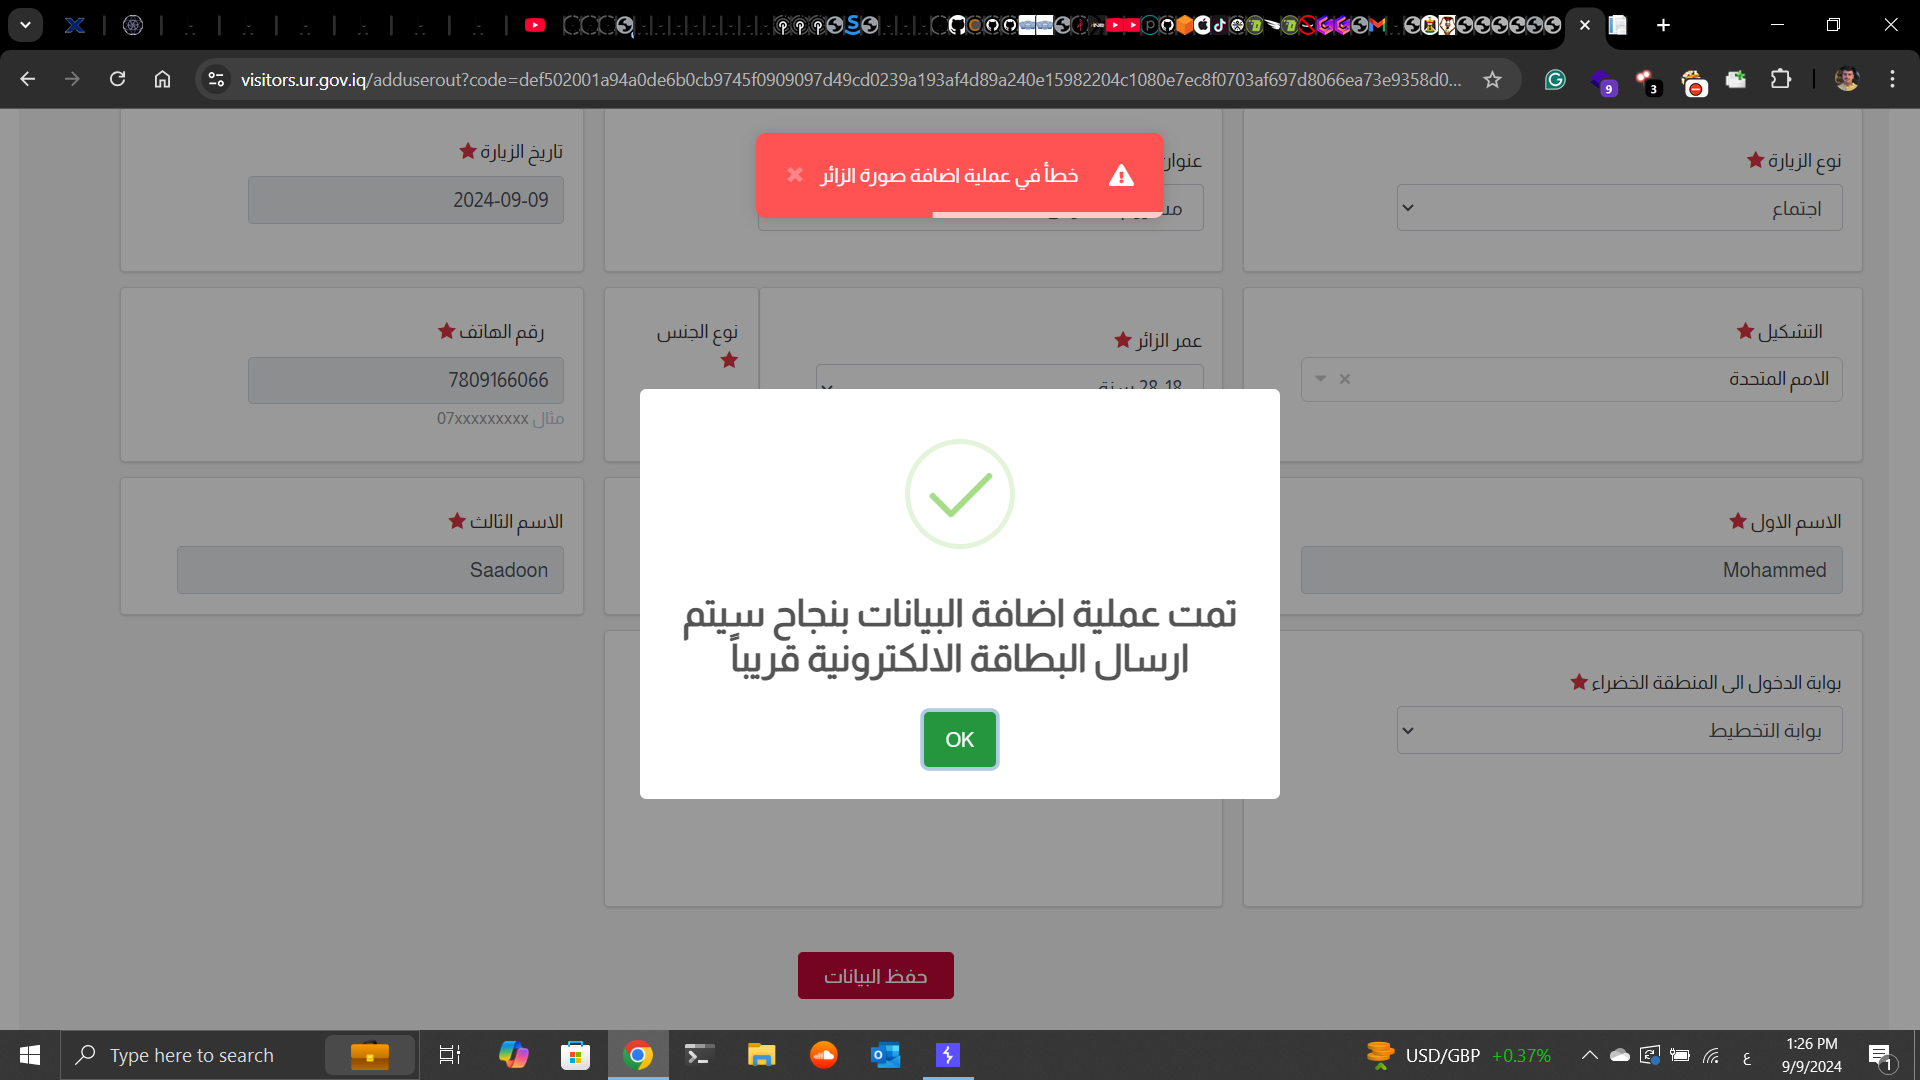 visitors.ur.gov.iq/adduserout?code=def502001a94a0de6b0cb9745f0909097d49cd0239a193af4d89a240e15982204c1080e7ec8f0703af697d8066ea73e9358d0...
9
3
خطأ في عملية اضافة صورة الزائر
نوع الزيارة
اجتماع
عنوان
تاريخ الزيارة
2024-09-09
التشكيل
الامم المتحدة
عمر الزائر
28-18 سنة
نوع الجنس
رقم الهاتف
7809166066
مثال 07xxxxxxxxx
الاسم الاول
Mohammed
الاسم الثالث
Saadoon
تمت عملية اضافة البيانات بنجاح سيتم
ارسال البطاقة الالكترونية قريباً
OK
بوابة الدخول الى المنطقة الخضراء
بوابة التخطيط
حفظ البيانات
Type here to search
USD/GBP +0.37%
ع
1:26 PM
9/9/2024
1